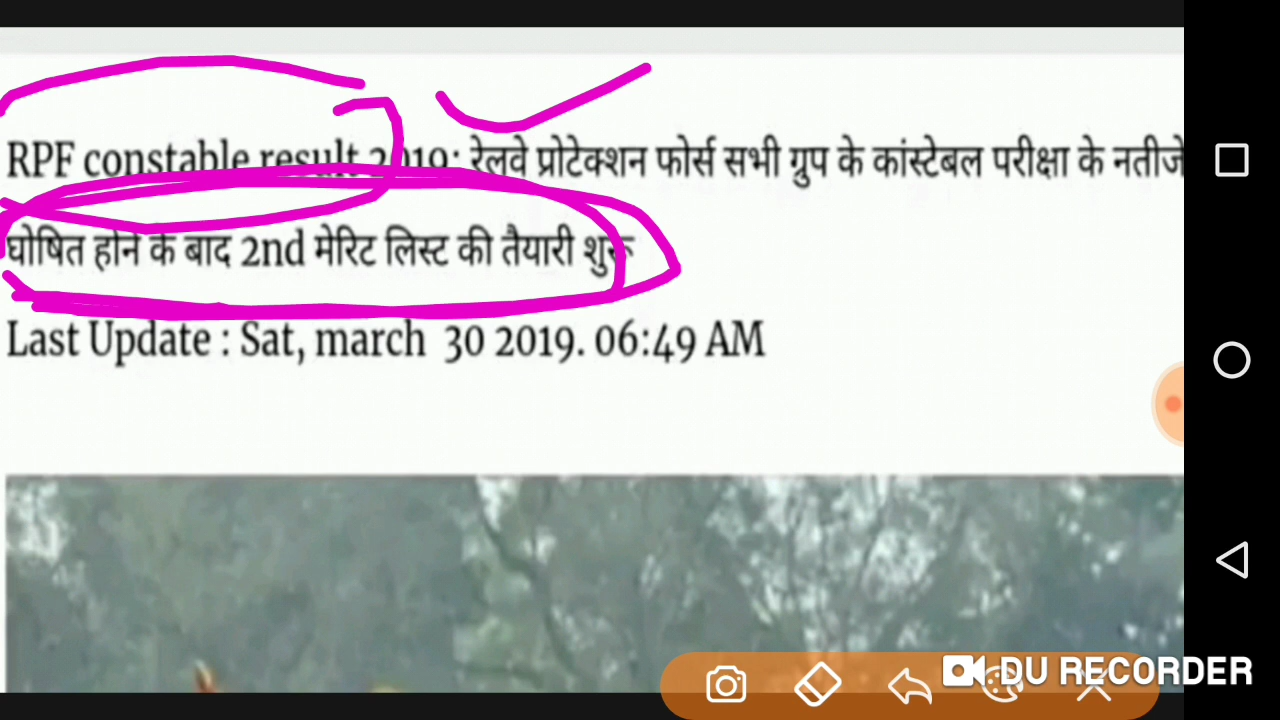 RPF constable result 2019: रेलवे प्रोटेक्शन फोर्स सभी ग्रुप के कांस्टेबल परीक्षा के नतीजे
घोषित होने के बाद 2nd मेरिट लिस्ट की तैयारी शुरू
Last Update : Sat, march 30 2019. 06:49 AM
DU RECORDER